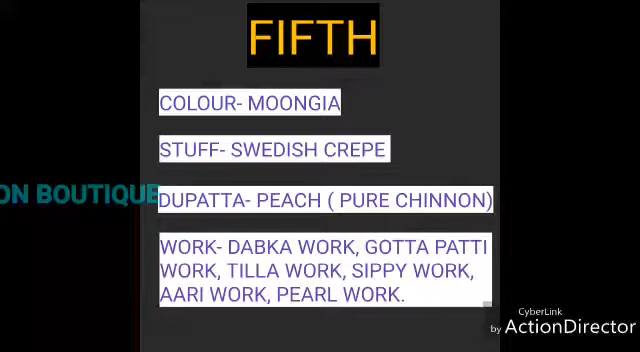 FIFTH
COLOUR- MOONGIA
STUFF- SWEDISH CREPE
ON BOUTIQUE
DUPATTA- PEACH ( PURE CHINNON)
WORK- DABKA WORK, GOTTA PATTI
WORK, TILLA WORK, SIPPY WORK,
AARI WORK, PEARL WORK.
CyberLink
by ActionDirector